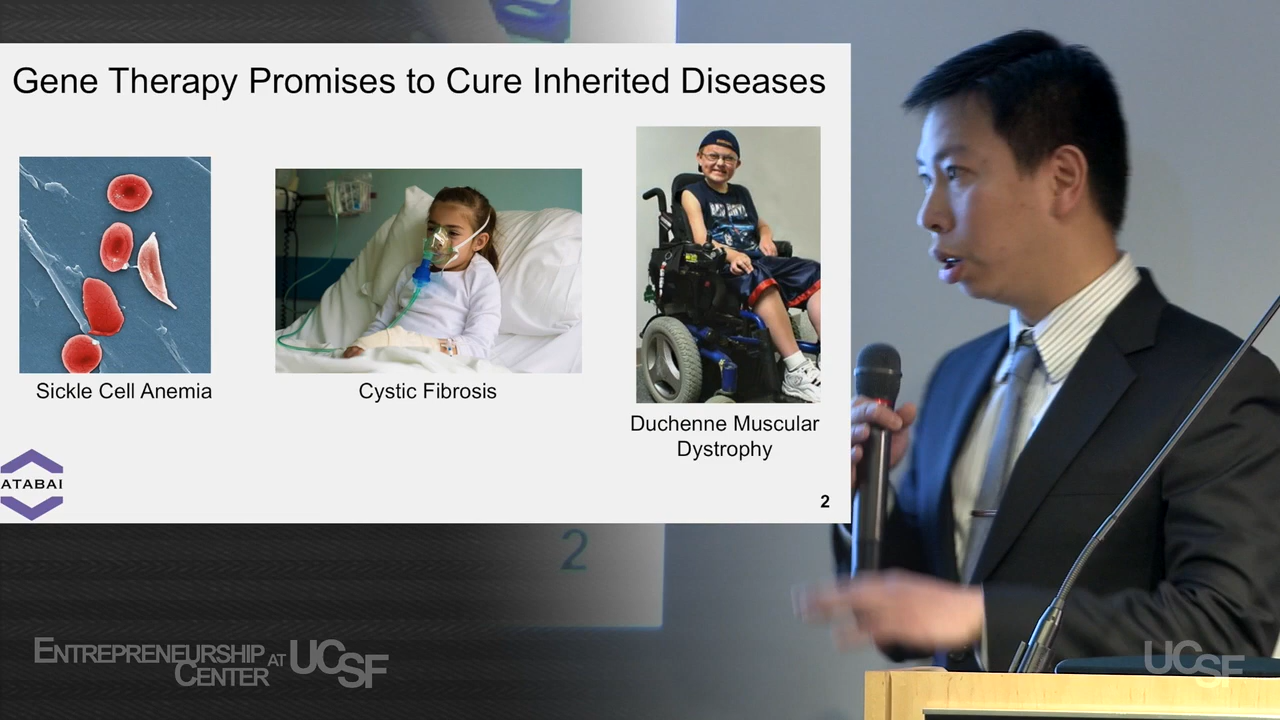 Gene Therapy Promises to Cure Inherited Diseases
Sickle Cell Anemia
Cystic Fibrosis
Duchenne Muscular
Dystrophy
ATABAI
2
2
ENTREPRENEURSHIP AT UCSF
CENTER
UCSF